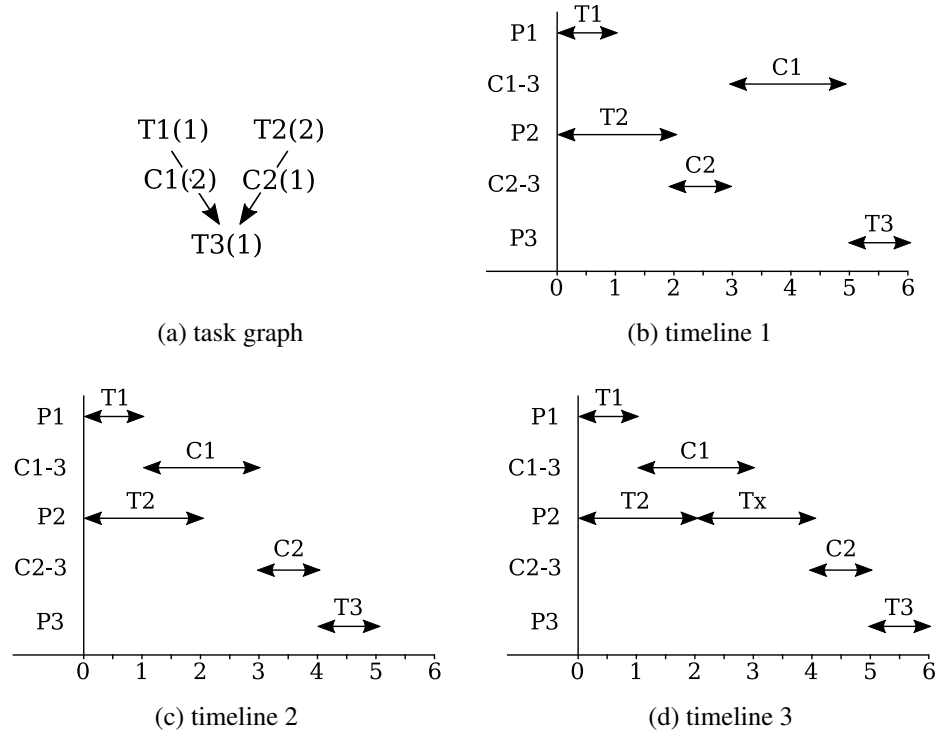 T1(1) T2(2)
C1(2) C2(1)
T3(1)
(a) task graph
P1 T1
C1-3 C1
P2 T2
C2-3 C2
P3 T3
0 1 2 3 4 5 6
(b) timeline 1
P1 T1
C1-3 C1
P2 T2
C2-3 C2
P3 T3
0 1 2 3 4 5 6
(c) timeline 2
P1 T1
C1-3 C1
P2 T2 Tx
C2-3 C2
P3 T3
0 1 2 3 4 5 6
(d) timeline 3